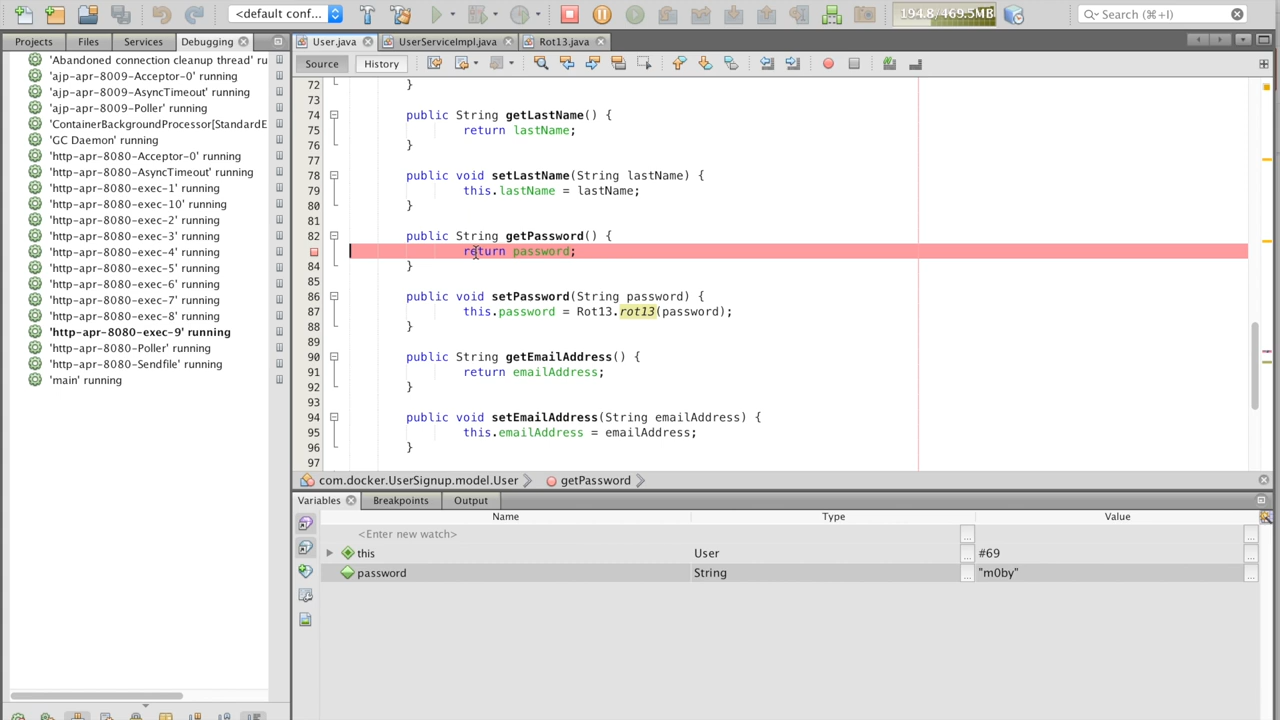 <default conf...
194.8/469.5MB
Search (⌘+I)
Projects
Files
Services
Debugging
User.java
UserServiceImpl.java
Rot13.java
Source
History
'Abandoned connection cleanup thread' ru
'ajp-apr-8009-Acceptor-0' running
'ajp-apr-8009-AsyncTimeout' running
'ajp-apr-8009-Poller' running
'ContainerBackgroundProcessor[StandardE
'GC Daemon' running
'http-apr-8080-Acceptor-0' running
'http-apr-8080-AsyncTimeout' running
'http-apr-8080-exec-1' running
'http-apr-8080-exec-10' running
'http-apr-8080-exec-2' running
'http-apr-8080-exec-3' running
'http-apr-8080-exec-4' running
'http-apr-8080-exec-5' running
'http-apr-8080-exec-6' running
'http-apr-8080-exec-7' running
'http-apr-8080-exec-8' running
'http-apr-8080-exec-9' running
'http-apr-8080-Poller' running
'http-apr-8080-Sendfile' running
'main' running
72 }
73
74 public String getLastName() {
75 return lastName;
76 }
77
78 public void setLastName(String lastName) {
79 this.lastName = lastName;
80 }
81
82 public String getPassword() {
return password;
84 }
85
86 public void setPassword(String password) {
87 this.password = Rot13.rot13(password);
88 }
89
90 public String getEmailAddress() {
91 return emailAddress;
92 }
93
94 public void setEmailAddress(String emailAddress) {
95 this.emailAddress = emailAddress;
96 }
97
com.docker.UserSignup.model.User
getPassword
Variables
Breakpoints
Output
Name Type Value
<Enter new watch> ... ...
this User ... #69 ...
password String ... "m0by" ...